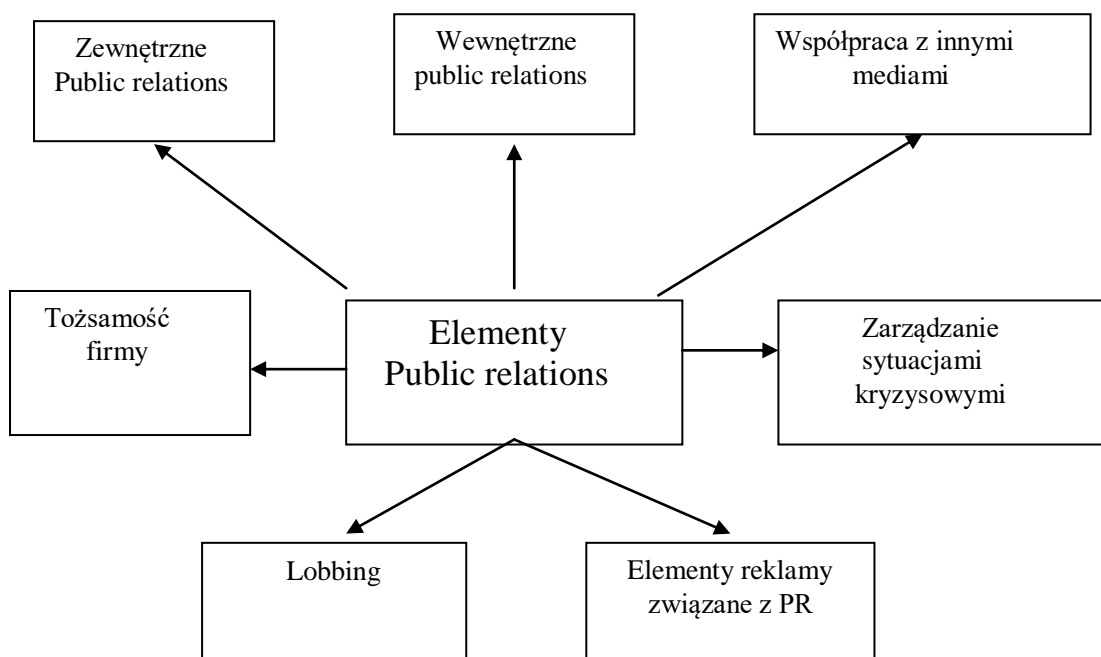 Zewnętrzne
Public relations
Wewnętrzne
public relations
Współpraca z innymi
mediami
Tożsamość
firmy
Elementy
Public relations
Zarządzanie
sytuacjami
kryzysowymi
Lobbing
Elementy reklamy
związane z PR